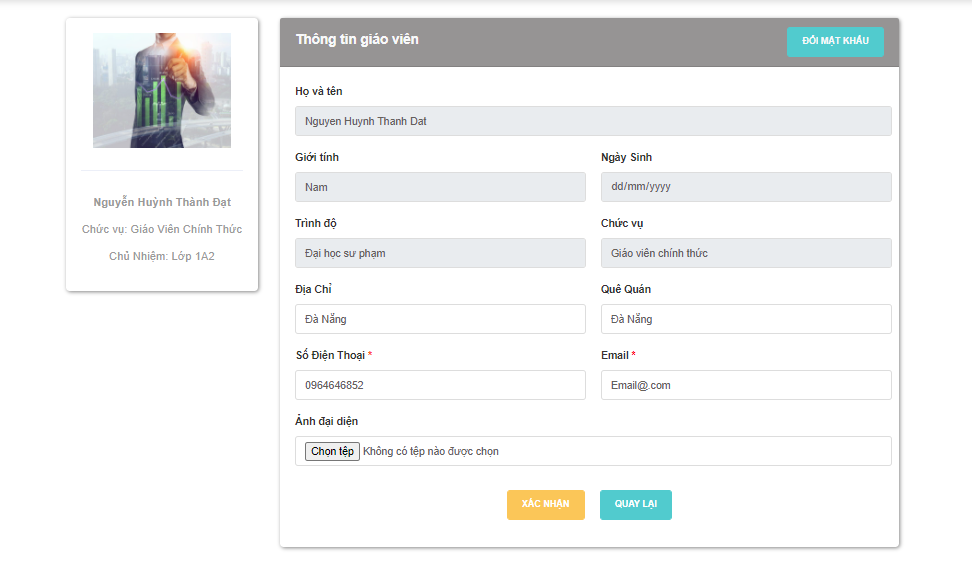 Thông tin giáo viên
ĐỔI MẬT KHẨU
Nguyễn Huỳnh Thành Đạt
Chức vụ: Giáo Viên Chính Thức
Chủ Nhiệm: Lớp 1A2
Họ và tên
Nguyen Huynh Thanh Dat
Giới tính
Ngày Sinh
Nam
dd/mm/yyyy
Trình độ
Chức vụ
Đại học sư phạm
Giáo viên chính thức
Địa Chỉ
Quê Quán
Đà Nẵng
Đà Nẵng
Số Điện Thoại *
Email *
0964646852
Email@.com
Ảnh đại diện
Chọn tệp Không có tệp nào được chọn
XÁC NHẬN
QUAY LẠI